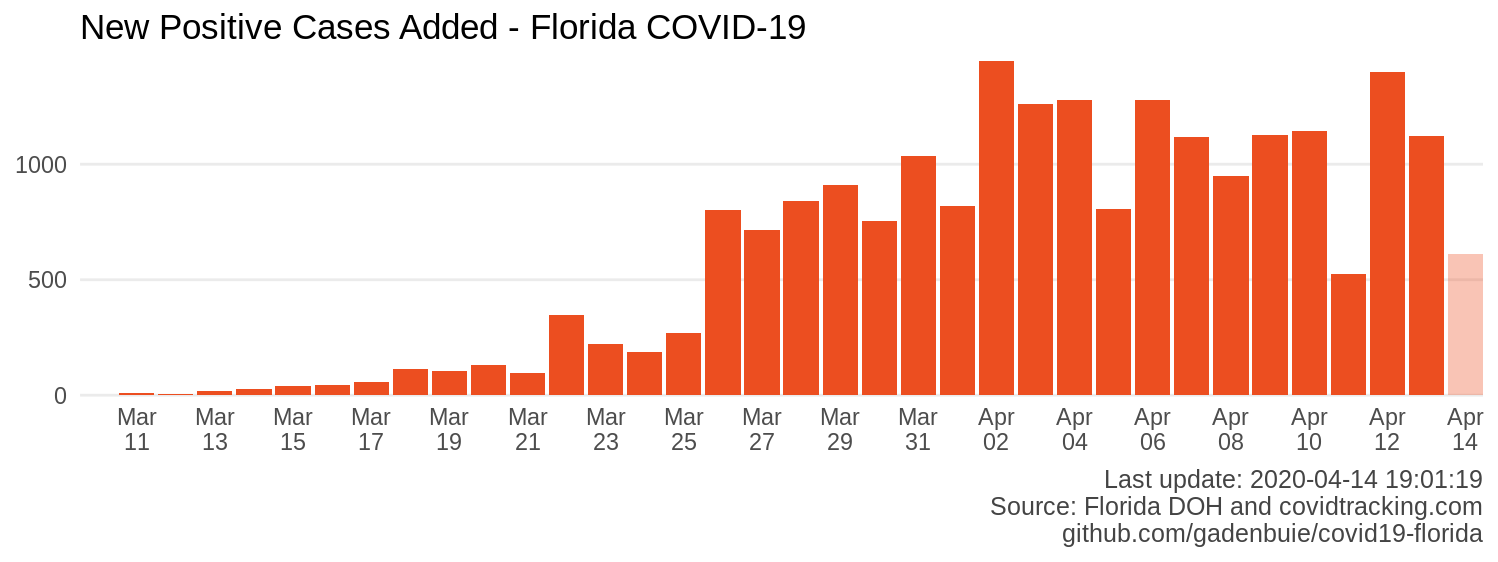 New Positive Cases Added - Florida COVID-19
1000
500
0
Mar Mar Mar Mar Mar Mar Mar Mar Mar Mar Mar Apr Apr Apr Apr Apr Apr Apr
11 13 15 17 19 21 23 25 27 29 31 02 04 06 08 10 12 14
Last update: 2020-04-14 19:01:19
Source: Florida DOH and covidtracking.com
github.com/gadenbuie/covid19-florida